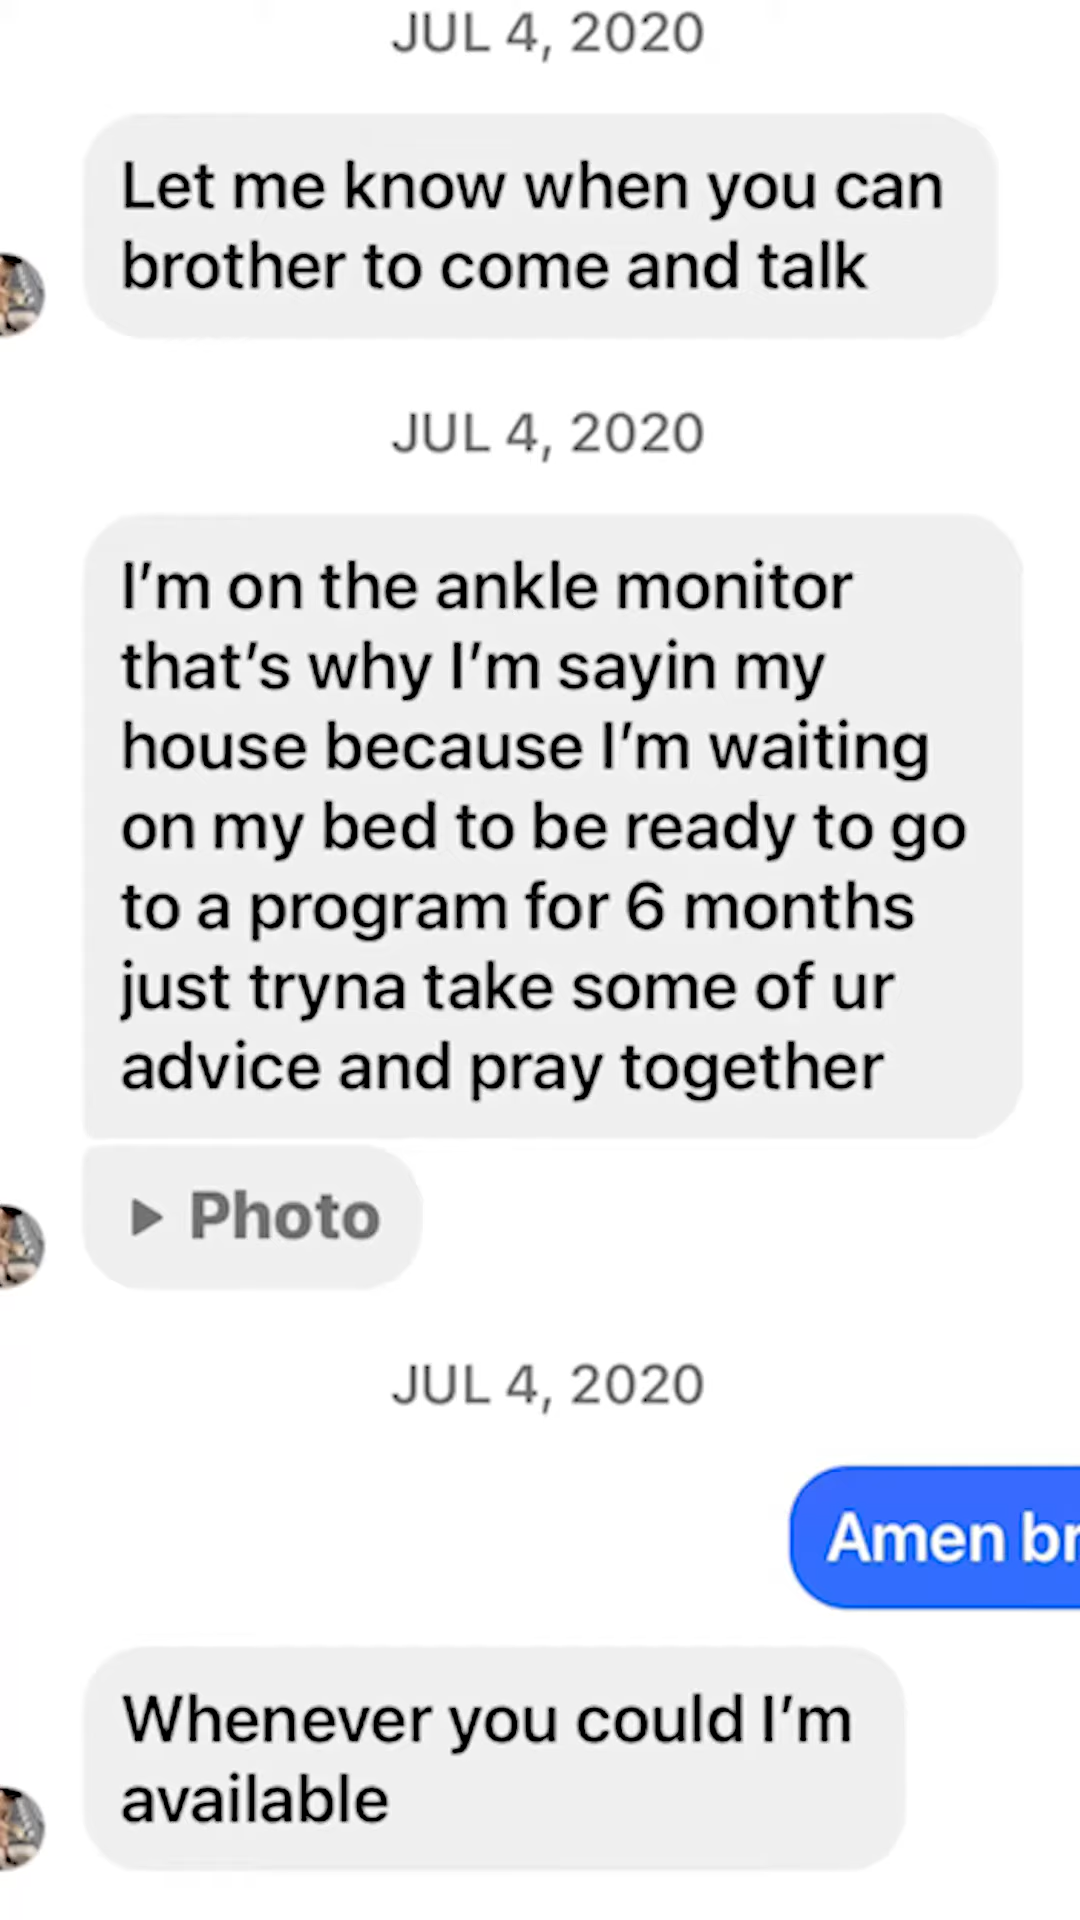 JUL 4, 2020
Let me know when you can
brother to come and talk
JUL 4, 2020
I’m on the ankle monitor
that’s why I’m sayin my
house because I’m waiting
on my bed to be ready to go
to a program for 6 months
just tryna take some of ur
advice and pray together
Photo
JUL 4, 2020
Amen
Whenever you could I’m
available